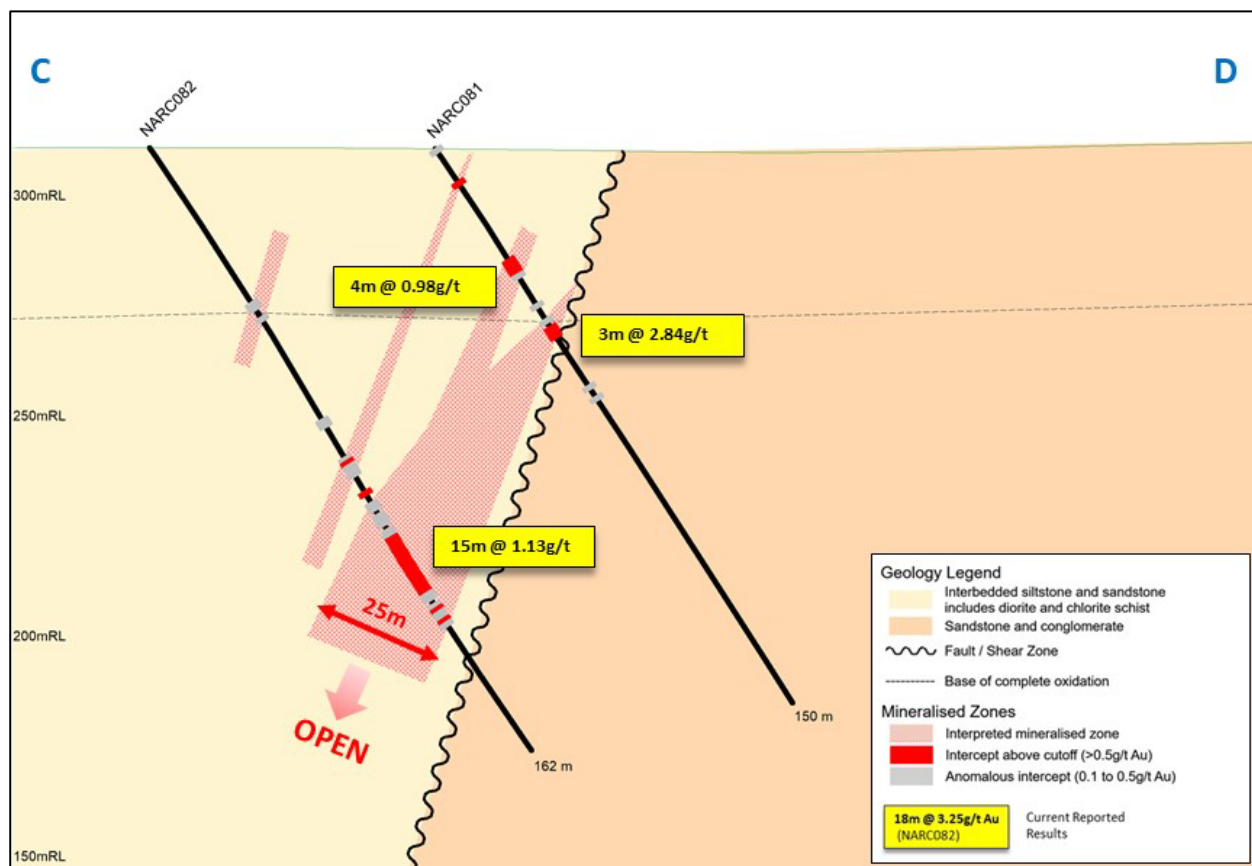 C
D
NARC082
NARC081
300mRL
4m @ 0.98g/t
3m @ 2.84g/t
250mRL
15m @ 1.13g/t
25m
200mRL
OPEN
150 m
162 m
150mRL
Geology Legend
Interbedded siltstone and sandstone
includes diorite and chlorite schist
Sandstone and conglomerate
Fault / Shear Zone
Base of complete oxidation
Mineralised Zones
Interpreted mineralised zone
Intercept above cutoff (>0.5g/t Au)
Anomalous intercept (0.1 to 0.5g/t Au)
18m @ 3.25g/t Au
(NARC082)
Current Reported
Results